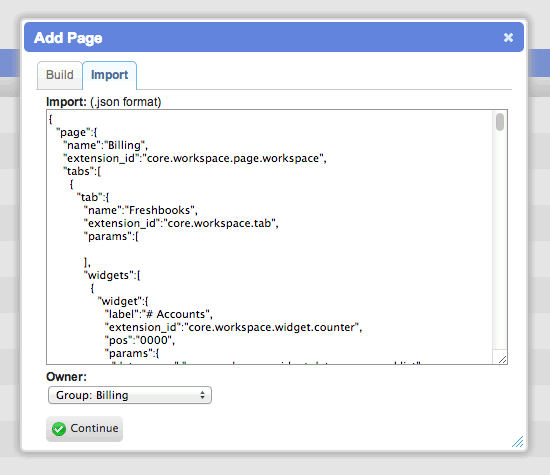 Add Page
Build
Import
Import: (.json format)
{
"page":{
"name":"Billing",
"extension_id":"core.workspace.page.workspace",
"tabs":[
{
"tab":{
"name":"Freshbooks",
"extension_id":"core.workspace.tab",
"params":[
],
"widgets":[
{
"widget":{
"label":"# Accounts",
"extension_id":"core.workspace.widget.counter",
"pos":"0000",
"params":{
Owner:
Group: Billing
Continue